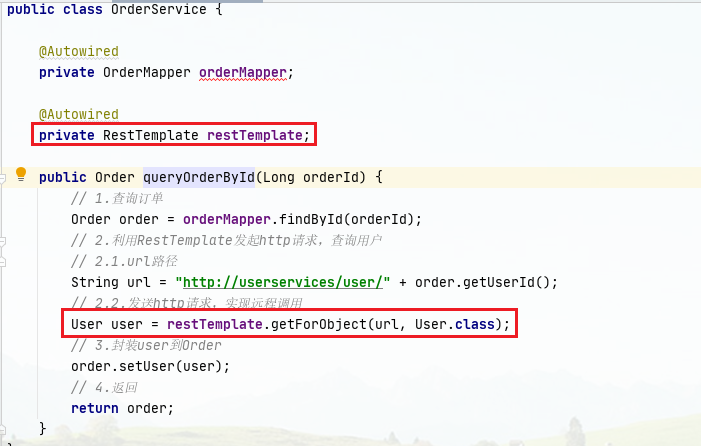 public class OrderService {
@Autowired
private OrderMapper orderMapper;
@Autowired
private RestTemplate restTemplate;
public Order queryOrderById(Long orderId) {
// 1.查询订单
Order order = orderMapper.findById(orderId);
// 2.利用RestTemplate发起http请求，查询用户
// 2.1.url路径
String url = "http://userservices/user/" + order.getUserId();
// 2.2.发送http请求，实现远程调用
User user = restTemplate.getForObject(url, User.class);
// 3.封装user到Order
order.setUser(user);
// 4.返回
return order;
}